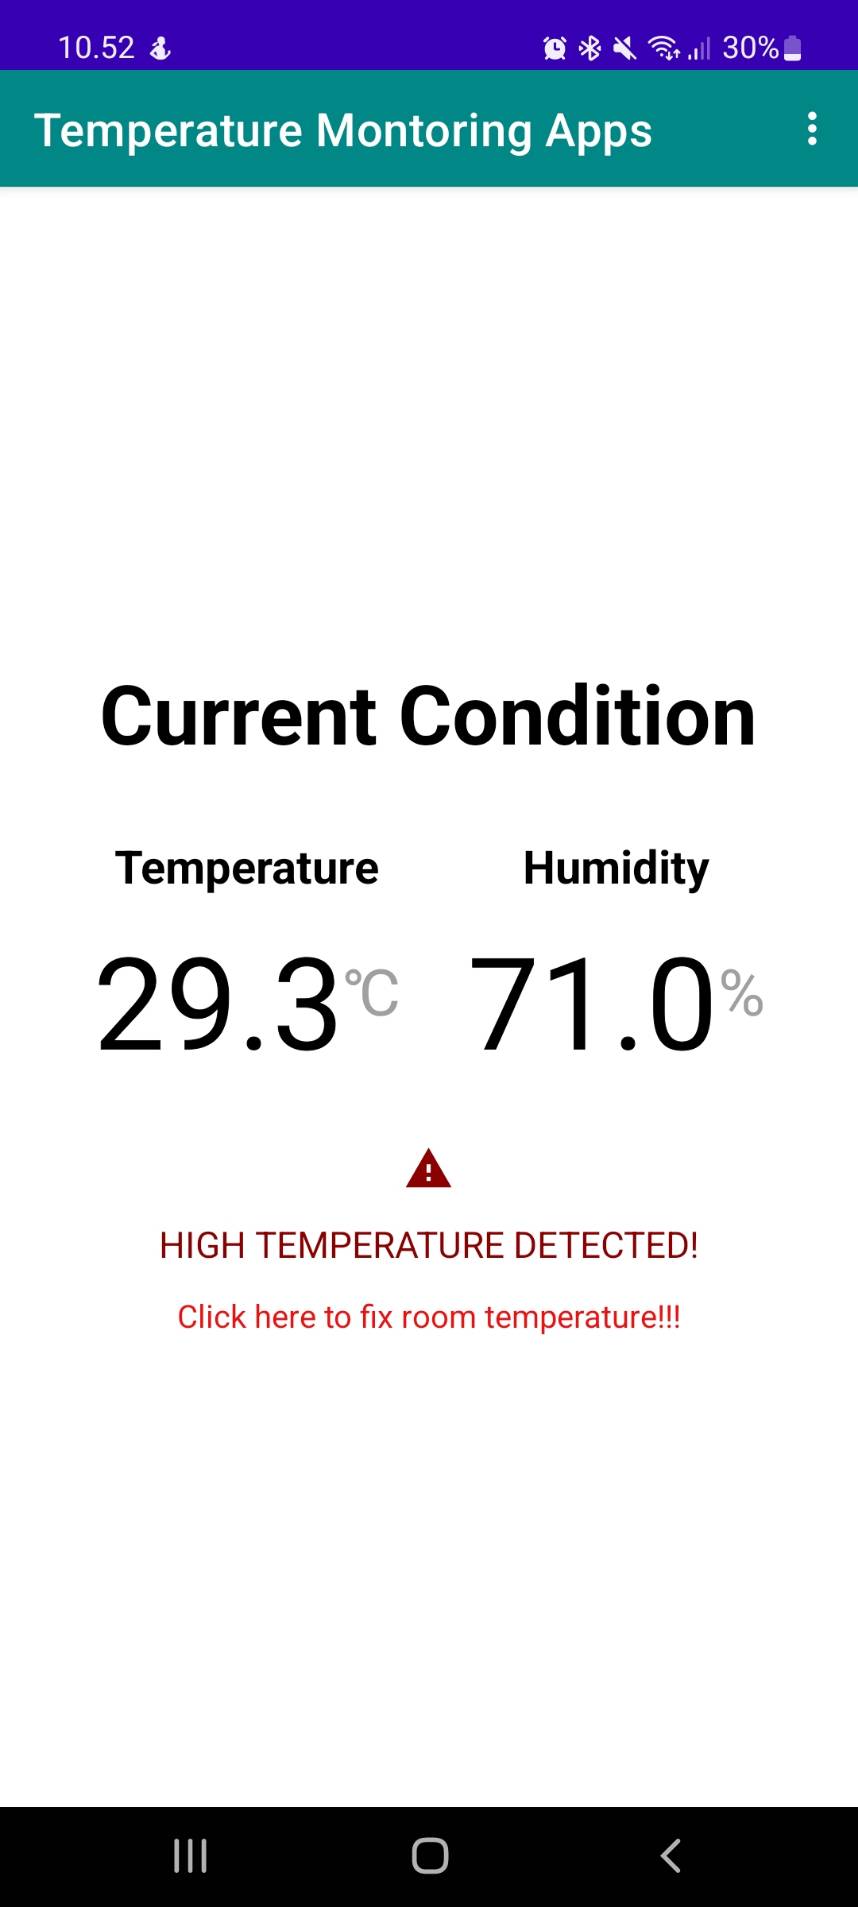 10.52 30%
Temperature Montoring Apps
Current Condition
Temperature Humidity
29.3°C 71.0%
HIGH TEMPERATURE DETECTED!
Click here to fix room temperature!!!